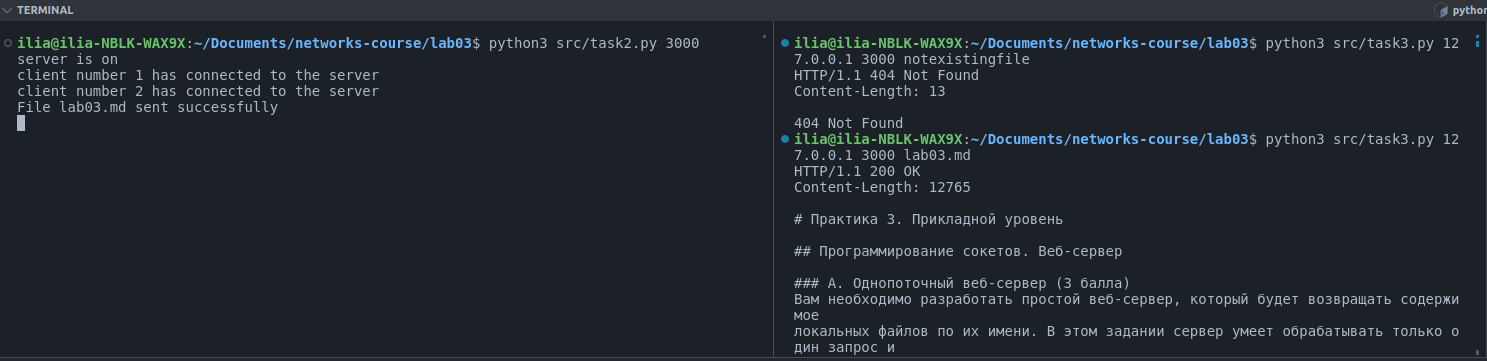 TERMINAL
python
ilia@ilia-NBLK-WAX9X:~/Documents/networks-course/lab03$ python3 src/task2.py 3000
server is on
client number 1 has connected to the server
client number 2 has connected to the server
File lab03.md sent successfully
ilia@ilia-NBLK-WAX9X:~/Documents/networks-course/lab03$ python3 src/task3.py 12
7.0.0.1 3000 notexistingfile
HTTP/1.1 404 Not Found
Content-Length: 13
404 Not Found
ilia@ilia-NBLK-WAX9X:~/Documents/networks-course/lab03$ python3 src/task3.py 12
7.0.0.1 3000 lab03.md
HTTP/1.1 200 OK
Content-Length: 12765
# Практика 3. Прикладной уровень
## Программирование сокетов. Веб-сервер
### А. Однопоточный веб-сервер (3 балла)
Вам необходимо разработать простой веб-сервер, который будет возвращать содержи
мое
локальных файлов по их имени. В этом задании сервер умеет обрабатывать только о
дин запрос и